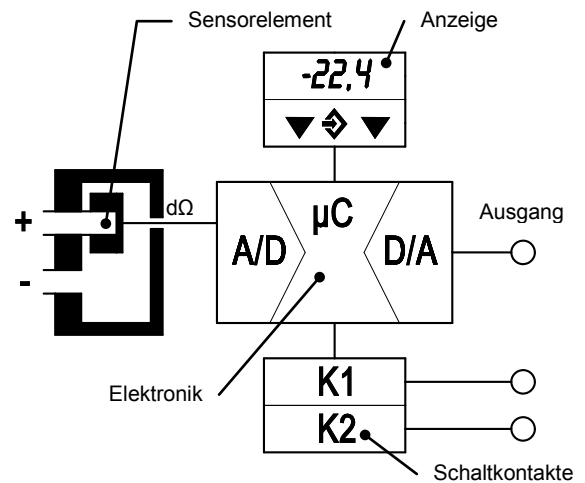 Sensorelement
Anzeige
-22,4
dΩ
+
-
A/D
µC
D/A
Ausgang
Elektronik
K1
K2
Schaltkontakte